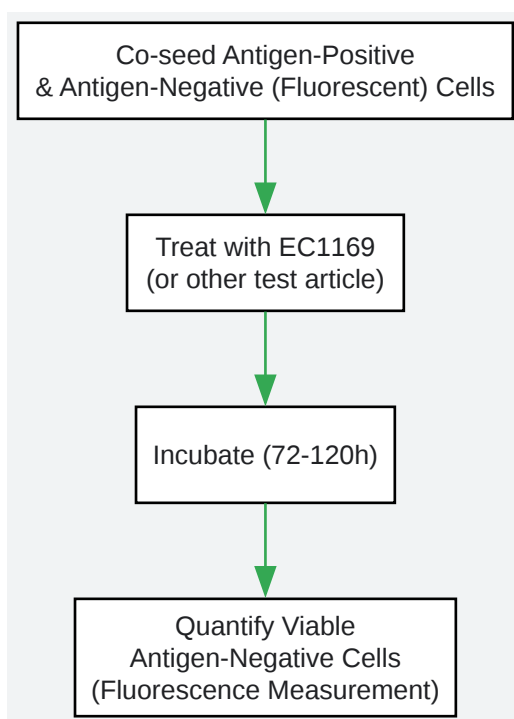 Co-seed Antigen-Positive
& Antigen-Negative (Fluorescent) Cells
Treat with EC1169
(or other test article)
Incubate (72-120h)
Quantify Viable
Antigen-Negative Cells
(Fluorescence Measurement)